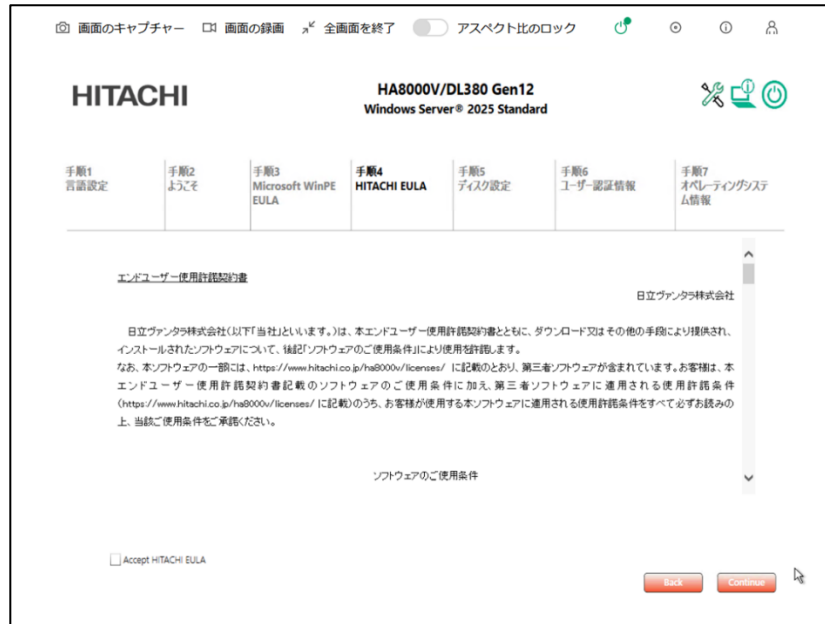 画面のキャプチャー 画面の録画 全画面を終了 アスペクト比のロック
HITACHI
HA8000V/DL380 Gen12
Windows Server® 2025 Standard
手順1
言語設定
手順2
ようこそ
手順3
Microsoft WinPE
EULA
手順4
HITACHI EULA
手順5
ディスク設定
手順6
ユーザー認証情報
手順7
オペレーティングシステ
ム情報
エンドユーザー使用許諾契約書
日立ヴァンタラ株式会社
日立ヴァンタラ株式会社(以下「当社」といいます。)は、本エンドユーザー使用許諾契約書とともに、ダウンロード又はその他の手段により提供され、
インストールされたソフトウェアについて、後記「ソフトウェアのご使用条件」により使用を許諾します。
なお、本ソフトウェアの一部には、https://www.hitachi.co.jp/ha8000v/licenses/ に記載のとおり、第三者ソフトウェアが含まれています。お客様は、本
エンドユーザー使用許諾契約書記載のソフトウェアのご使用条件に加え、第三者ソフトウェアに適用される使用許諾条件
(https://www.hitachi.co.jp/ha8000v/licenses/ に記載)のうち、お客様が使用する本ソフトウェアに適用される使用許諾条件をすべて必ずお読みの
上、当該ご使用条件をご承諾ください。
ソフトウェアのご使用条件
Accept HITACHI EULA
Back Continue